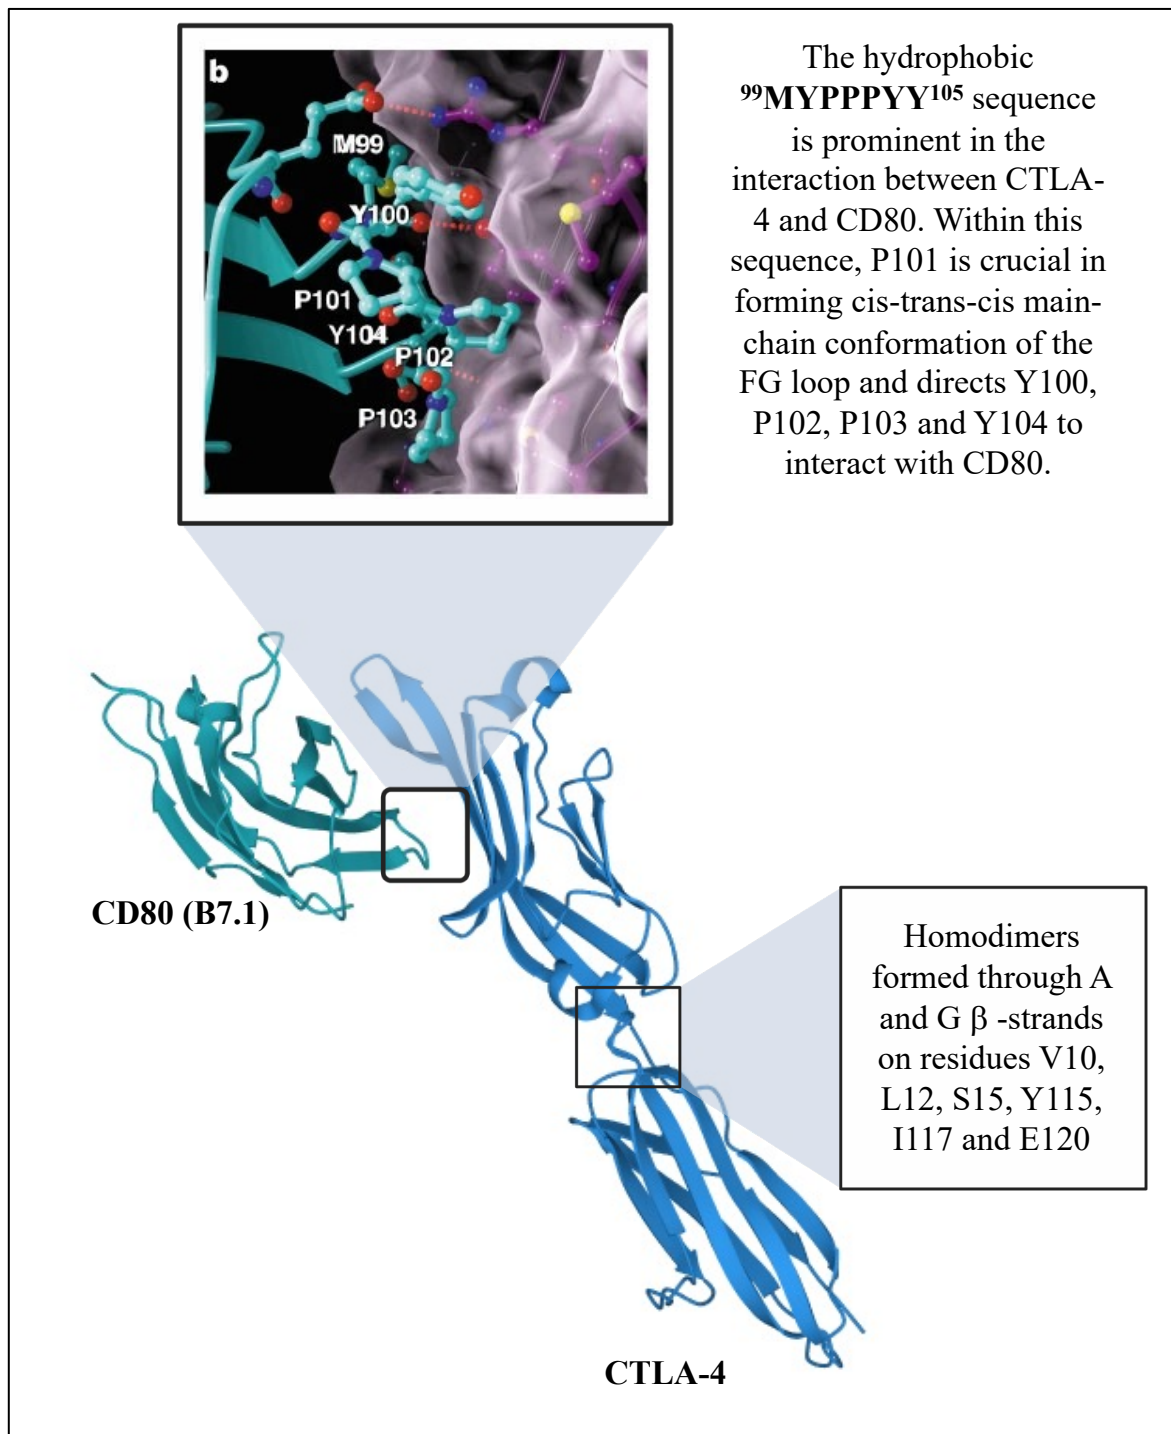 b
M99
Y100
P101
Y104
P102
P103
The hydrophobic
⁹⁹MYPPPYY¹⁰⁵ sequence
is prominent in the
interaction between CTLA-
4 and CD80. Within this
sequence, P101 is crucial in
forming cis-trans-cis main-
chain conformation of the
FG loop and directs Y100,
P102, P103 and Y104 to
interact with CD80.
CD80 (B7.1)
Homodimers
formed through A
and G β -strands
on residues V10,
L12, S15, Y115,
I117 and E120
CTLA-4